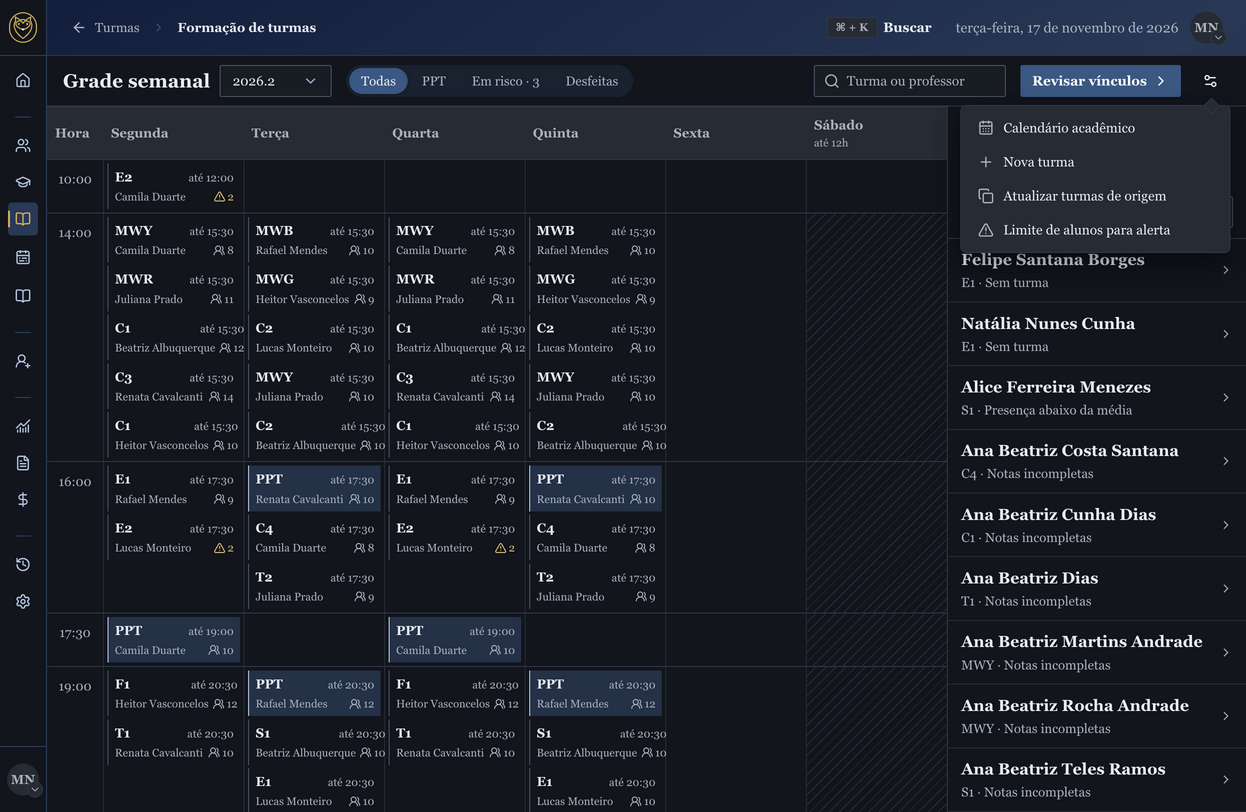 Turmas
Formação de turmas
⌘ + K Buscar
terça-feira, 17 de novembro de 2026
MN
Grade semanal
2026.2
Todas
PPT
Em risco · 3
Desfeitas
Turma ou professor
Revisar vínculos
Calendário acadêmico
Nova turma
Atualizar turmas de origem
Limite de alunos para alerta
Hora
Segunda
Terça
Quarta
Quinta
Sexta
Sábado
até 12h
10:00
E2 até 12:00
Camila Duarte 2
14:00
MWY até 15:30
Camila Duarte 8
MWR até 15:30
Juliana Prado 11
C1 até 15:30
Beatriz Albuquerque 12
C3 até 15:30
Renata Cavalcanti 14
C1 até 15:30
Heitor Vasconcelos 10
MWB até 15:30
Rafael Mendes 10
MWG até 15:30
Heitor Vasconcelos 9
C2 até 15:30
Lucas Monteiro 10
MWY até 15:30
Juliana Prado 10
C2 até 15:30
Beatriz Albuquerque 10
MWY até 15:30
Camila Duarte 8
MWR até 15:30
Juliana Prado 11
C1 até 15:30
Beatriz Albuquerque 12
C3 até 15:30
Renata Cavalcanti 14
C1 até 15:30
Heitor Vasconcelos 10
MWB até 15:30
Rafael Mendes 10
MWG até 15:30
Heitor Vasconcelos 9
C2 até 15:30
Lucas Monteiro 10
MWY até 15:30
Juliana Prado 10
C2 até 15:30
Beatriz Albuquerque 10
16:00
E1 até 17:30
Rafael Mendes 9
E2 até 17:30
Lucas Monteiro 2
PPT até 17:30
Renata Cavalcanti 10
C4 até 17:30
Camila Duarte 8
T2 até 17:30
Juliana Prado 9
E1 até 17:30
Rafael Mendes 9
E2 até 17:30
Lucas Monteiro 2
PPT até 17:30
Renata Cavalcanti 10
C4 até 17:30
Camila Duarte 8
T2 até 17:30
Juliana Prado 9
17:30
PPT até 19:00
Camila Duarte 10
PPT até 19:00
Camila Duarte 10
19:00
F1 até 20:30
Heitor Vasconcelos 12
T1 até 20:30
Renata Cavalcanti 10
PPT até 20:30
Rafael Mendes 12
S1 até 20:30
Beatriz Albuquerque 10
E1 até 20:30
Lucas Monteiro 10
F1 até 20:30
Heitor Vasconcelos 12
T1 até 20:30
Renata Cavalcanti 10
PPT até 20:30
Rafael Mendes 12
S1 até 20:30
Beatriz Albuquerque 10
E1 até 20:30
Lucas Monteiro 10
Felipe Santana Borges
E1 · Sem turma
Natália Nunes Cunha
E1 · Sem turma
Alice Ferreira Menezes
S1 · Presença abaixo da média
Ana Beatriz Costa Santana
C4 · Notas incompletas
Ana Beatriz Cunha Dias
C1 · Notas incompletas
Ana Beatriz Dias
T1 · Notas incompletas
Ana Beatriz Martins Andrade
MWY · Notas incompletas
Ana Beatriz Rocha Andrade
MWY · Notas incompletas
Ana Beatriz Teles Ramos
S1 · Notas incompletas
MN